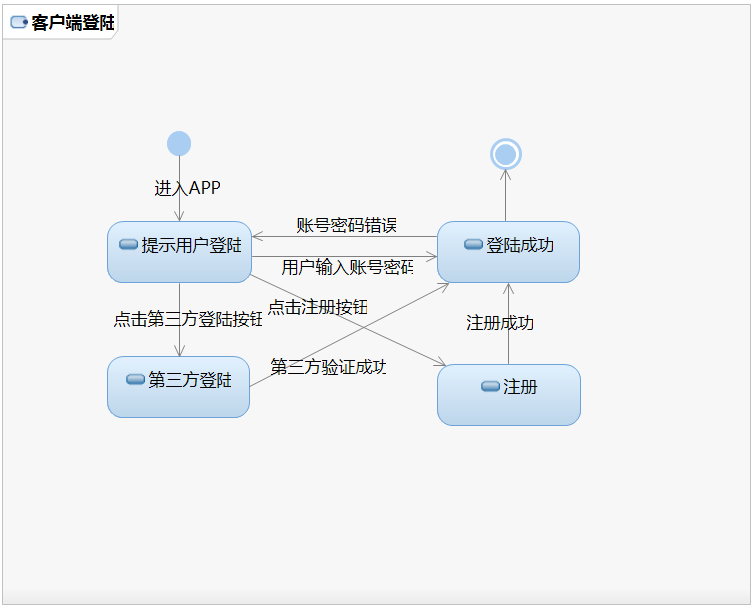 客户端登陆
进入APP
账号密码错误
提示用户登陆
登陆成功
用户输入账号密码
点击注册按钮
点击第三方登陆按钮
注册成功
第三方验证成功
第三方登陆
注册